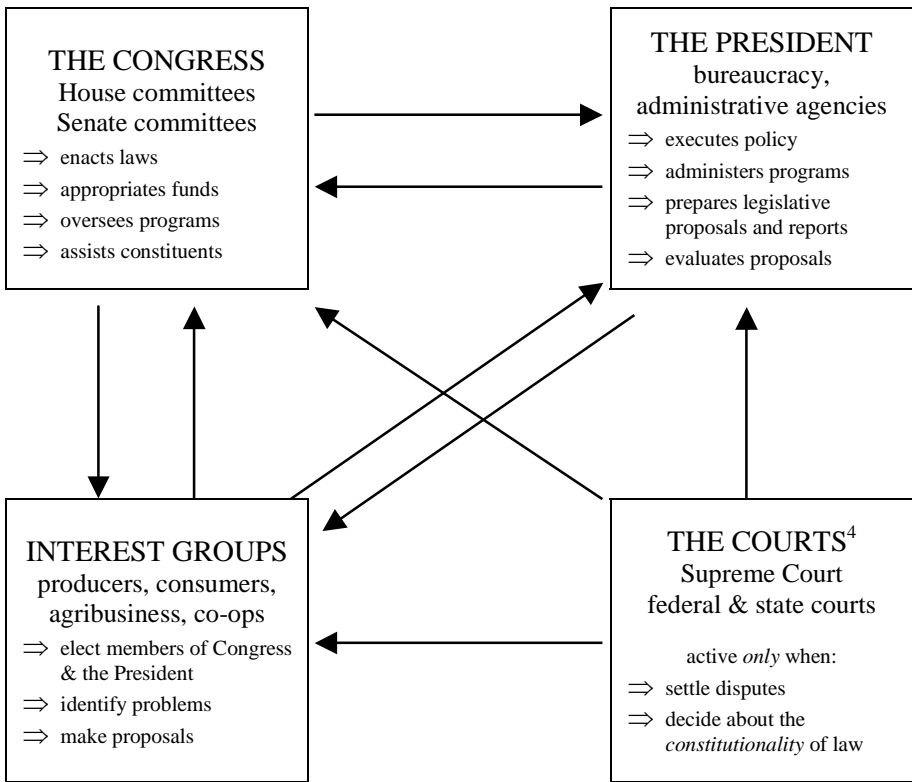 THE CONGRESS
House committees
Senate committees
⇒ enacts laws
⇒ appropriates funds
⇒ oversees programs
⇒ assists constituents
THE PRESIDENT
bureaucracy,
administrative agencies
⇒ executes policy
⇒ administers programs
⇒ prepares legislative
proposals and reports
⇒ evaluates proposals
INTEREST GROUPS
producers, consumers,
agribusiness, co-ops
⇒ elect members of Congress
& the President
⇒ identify problems
⇒ make proposals
THE COURTS⁴
Supreme Court
federal & state courts
active only when:
⇒ settle disputes
⇒ decide about the
constitutionality of law